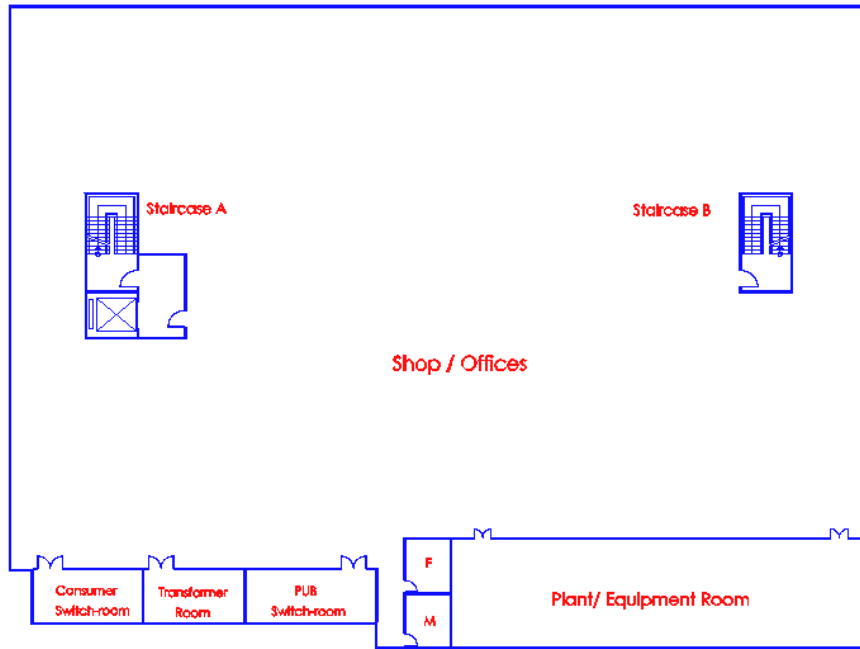 Staircase A
Staircase B
Shop / Offices
Consumer
Switch-room
Transformer
Room
PUB
Switch-room
F
M
Plant/ Equipment Room